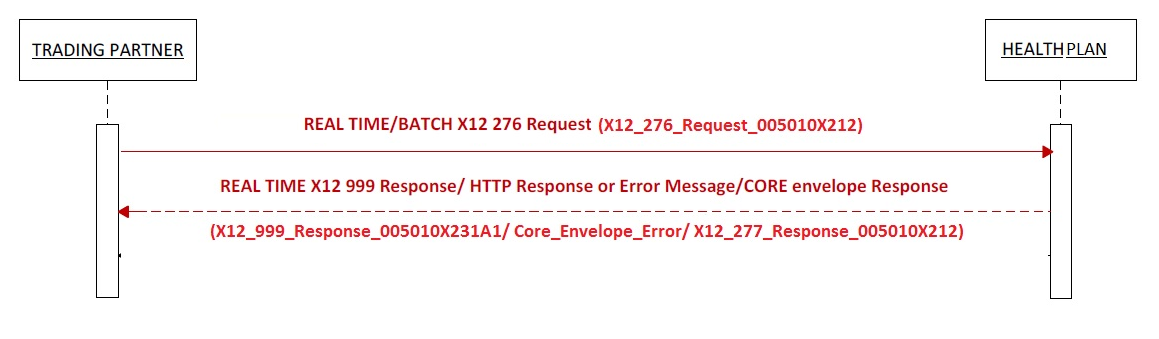 TRADING PARTNER
HEALTH PLAN
REAL TIME/BATCH X12 276 Request (X12_276_Request_005010X212)
REAL TIME X12 999 Response/ HTTP Response or Error Message/CORE envelope Response
(X12_999_Response_005010X231A1/ Core_Envelope_Error/ X12_277_Response_005010X212)